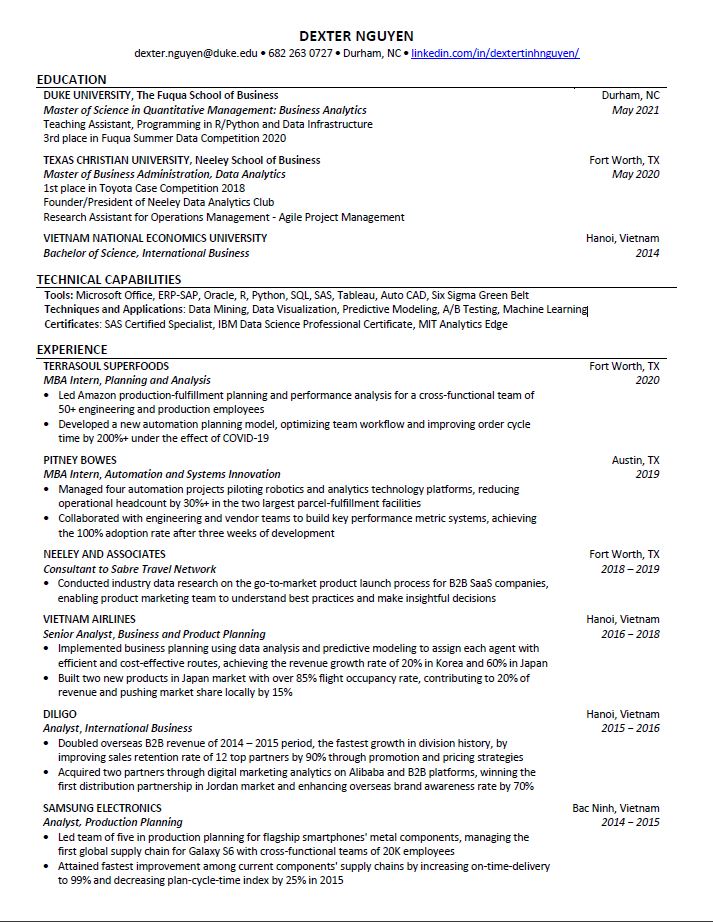 DEXTER NGUYEN
dexter.nguyen@duke.edu • 682 263 0727 • Durham, NC • linkedin.com/in/dextertinhnguyen/
EDUCATION
DUKE UNIVERSITY, The Fuqua School of Business Durham, NC
Master of Science in Quantitative Management: Business Analytics May 2021
Teaching Assistant, Programming in R/Python and Data Infrastructure
3rd place in Fuqua Summer Data Competition 2020
TEXAS CHRISTIAN UNIVERSITY, Neeley School of Business Fort Worth, TX
Master of Business Administration, Data Analytics May 2020
1st place in Toyota Case Competition 2018
Founder/President of Neeley Data Analytics Club
Research Assistant for Operations Management - Agile Project Management
VIETNAM NATIONAL ECONOMICS UNIVERSITY Hanoi, Vietnam
Bachelor of Science, International Business 2014
TECHNICAL CAPABILITIES
Tools: Microsoft Office, ERP-SAP, Oracle, R, Python, SQL, SAS, Tableau, Auto CAD, Six Sigma Green Belt
Techniques and Applications: Data Mining, Data Visualization, Predictive Modeling, A/B Testing, Machine Learning
Certificates: SAS Certified Specialist, IBM Data Science Professional Certificate, MIT Analytics Edge
EXPERIENCE
TERRASOUL SUPERFOODS Fort Worth, TX
MBA Intern, Planning and Analysis 2020
• Led Amazon production-fulfillment planning and performance analysis for a cross-functional team of
50+ engineering and production employees
• Developed a new automation planning model, optimizing team workflow and improving order cycle
time by 200%+ under the effect of COVID-19
PITNEY BOWES Austin, TX
MBA Intern, Automation and Systems Innovation 2019
• Managed four automation projects piloting robotics and analytics technology platforms, reducing
operational headcount by 30%+ in the two largest parcel-fulfillment facilities
• Collaborated with engineering and vendor teams to build key performance metric systems, achieving
the 100% adoption rate after three weeks of development
NEELEY AND ASSOCIATES Fort Worth, TX
Consultant to Sabre Travel Network 2018 – 2019
• Conducted industry data research on the go-to-market product launch process for B2B SaaS companies,
enabling product marketing team to understand best practices and make insightful decisions
VIETNAM AIRLINES Hanoi, Vietnam
Senior Analyst, Business and Product Planning 2016 – 2018
• Implemented business planning using data analysis and predictive modeling to assign each agent with
efficient and cost-effective routes, achieving the revenue growth rate of 20% in Korea and 60% in Japan
• Built two new products in Japan market with over 85% flight occupancy rate, contributing to 20% of
revenue and pushing market share locally by 15%
DILIGO Hanoi, Vietnam
Analyst, International Business 2015 – 2016
• Doubled overseas B2B revenue of 2014 – 2015 period, the fastest growth in division history, by
improving sales retention rate of 12 top partners by 90% through promotion and pricing strategies
• Acquired two partners through digital marketing analytics on Alibaba and B2B platforms, winning the
first distribution partnership in Jordan market and enhancing overseas brand awareness rate by 70%
SAMSUNG ELECTRONICS Bac Ninh, Vietnam
Analyst, Production Planning 2014 – 2015
• Led team of five in production planning for flagship smartphones' metal components, managing the
first global supply chain for Galaxy S6 with cross-functional teams of 20K employees
• Attained fastest improvement among current components' supply chains by increasing on-time-delivery
to 99% and decreasing plan-cycle-time index by 25% in 2015